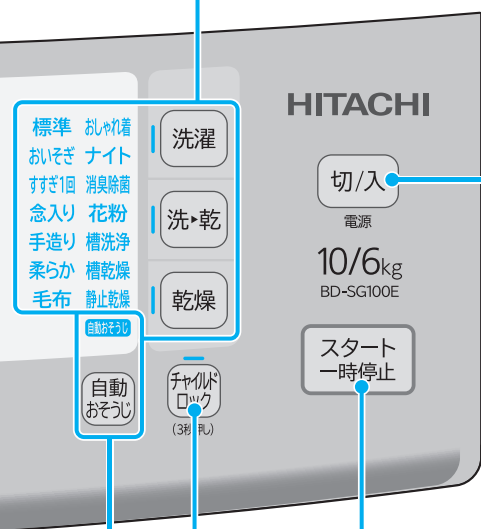 HITACHI
標準 おしゃれ着
おいそぎ ナイト
すすぎ1回 消臭除菌
念入り 花粉
手造り 槽洗浄
柔らか 槽乾燥
毛布 静止乾燥
自動おそうじ
洗濯
洗▸乾
乾燥
自動
おそうじ
チャイルド
ロック
(3秒押し)
切/入
電源
10/6kg
BD-SG100E
スタート
一時停止